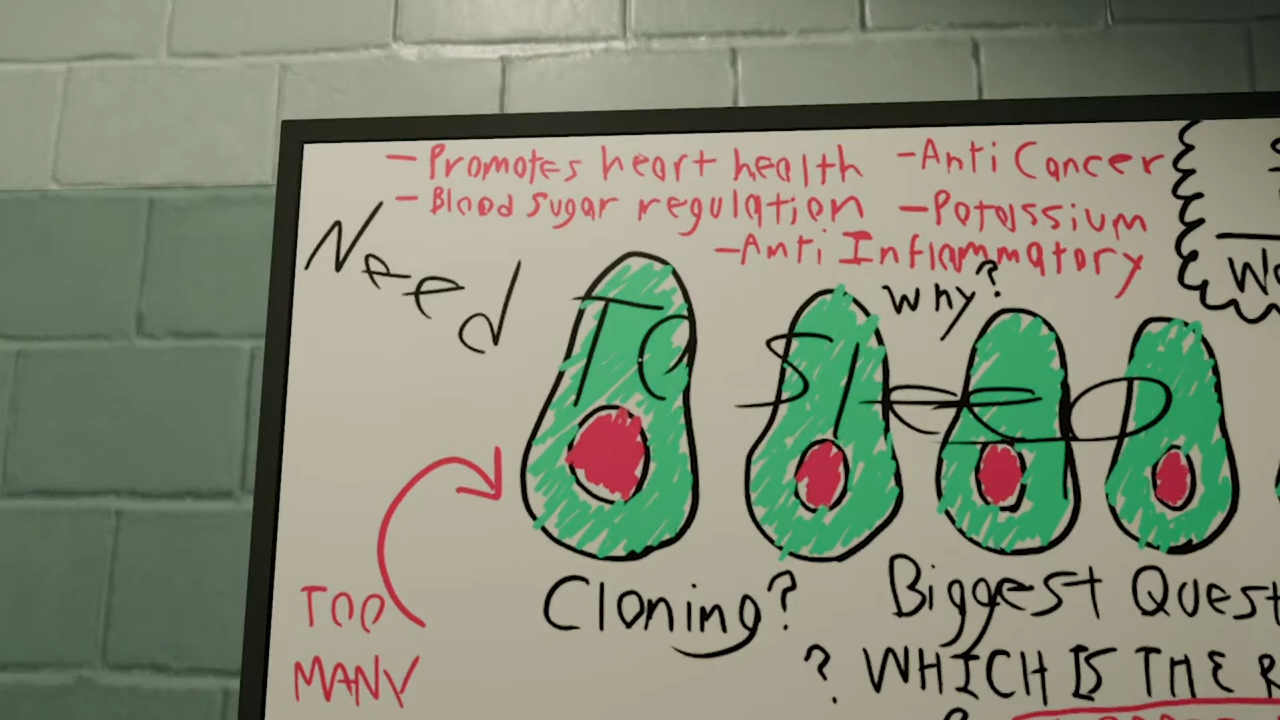 - Promotes heart health
- Anti Cancer
- Blood sugar regulation
- Potassium
- Anti Inflammatory
Need
To Sleep
Why?
Cloning?
Biggest Quest
? WHICH IS THE R
TOO
MANY